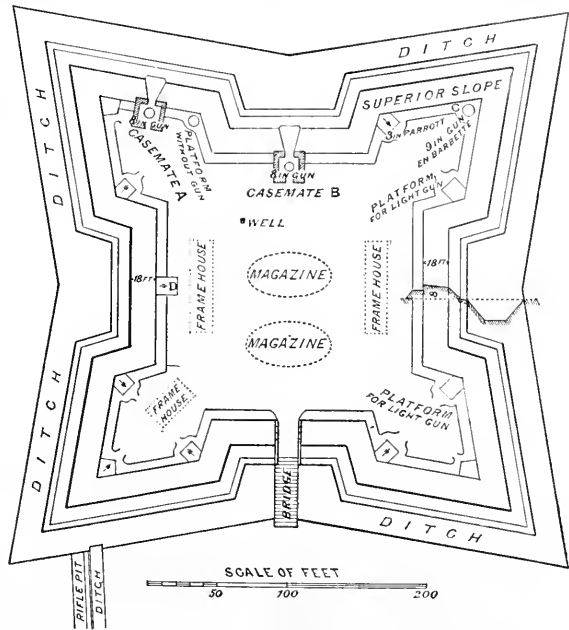 DITCH
DITCH
SUPERIOR SLOPE
8 IN GUN
CASEMATE A
PLATFORM
WITHOUT GUN
8 IN GUN
CASEMATE B
3 IN PARROTT
C
9 IN GUN
EN BARBETTE
PLATFORM
FOR LIGHT GUN
WELL
18 FT
D
FRAME HOUSE
MAGAZINE
MAGAZINE
FRAME HOUSE
18 FT
8
FRAME
HOUSE
PLATFORM
FOR LIGHT GUN
DITCH
BRIDGE
DITCH
RIFLE PIT
DITCH
SCALE OF FEET
50 100 200